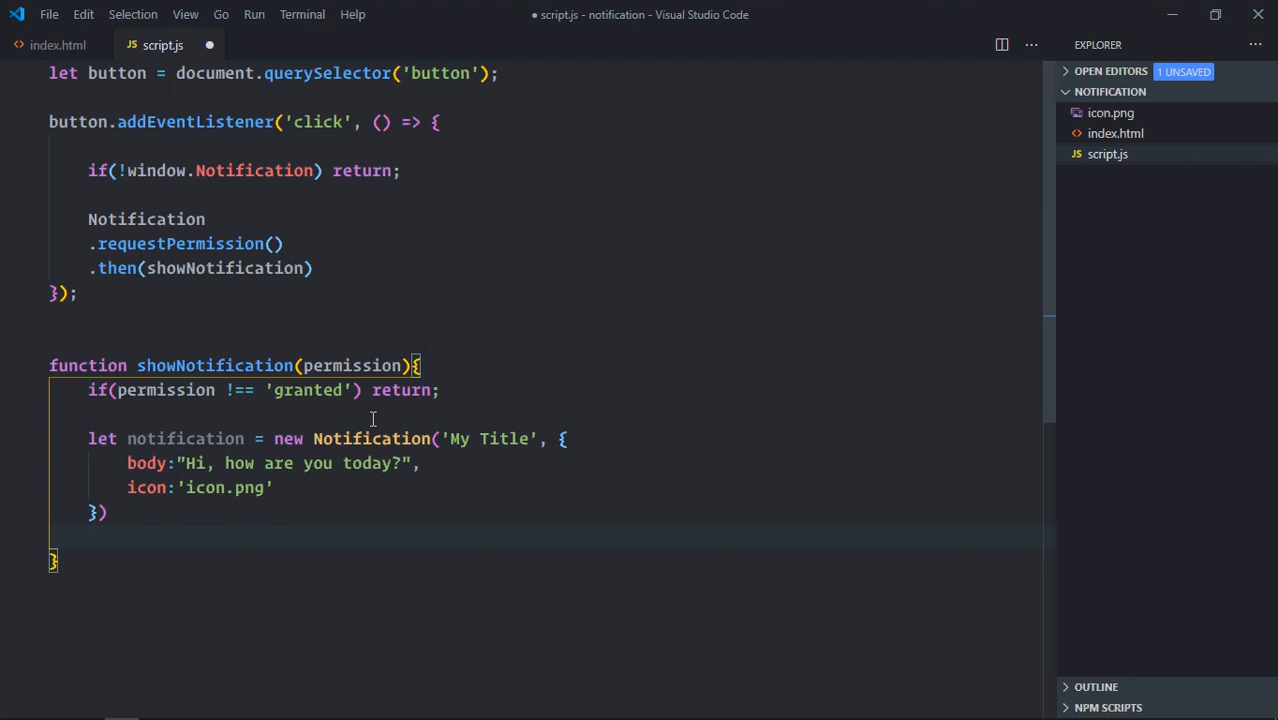 File Edit Selection View Go Run Terminal Help ● script.js - notification - Visual Studio Code
index.html JS script.js ● ⋯ EXPLORER ⋯
let button = document.querySelector('button');
button.addEventListener('click', () => {
if(!window.Notification) return;
Notification
.requestPermission()
.then(showNotification)
});
function showNotification(permission){
if(permission !== 'granted') return;
let notification = new Notification('My Title', {
body:"Hi, how are you today?",
icon:'icon.png'
})
}
OPEN EDITORS 1 UNSAVED
NOTIFICATION
icon.png
index.html
JS script.js
OUTLINE
NPM SCRIPTS